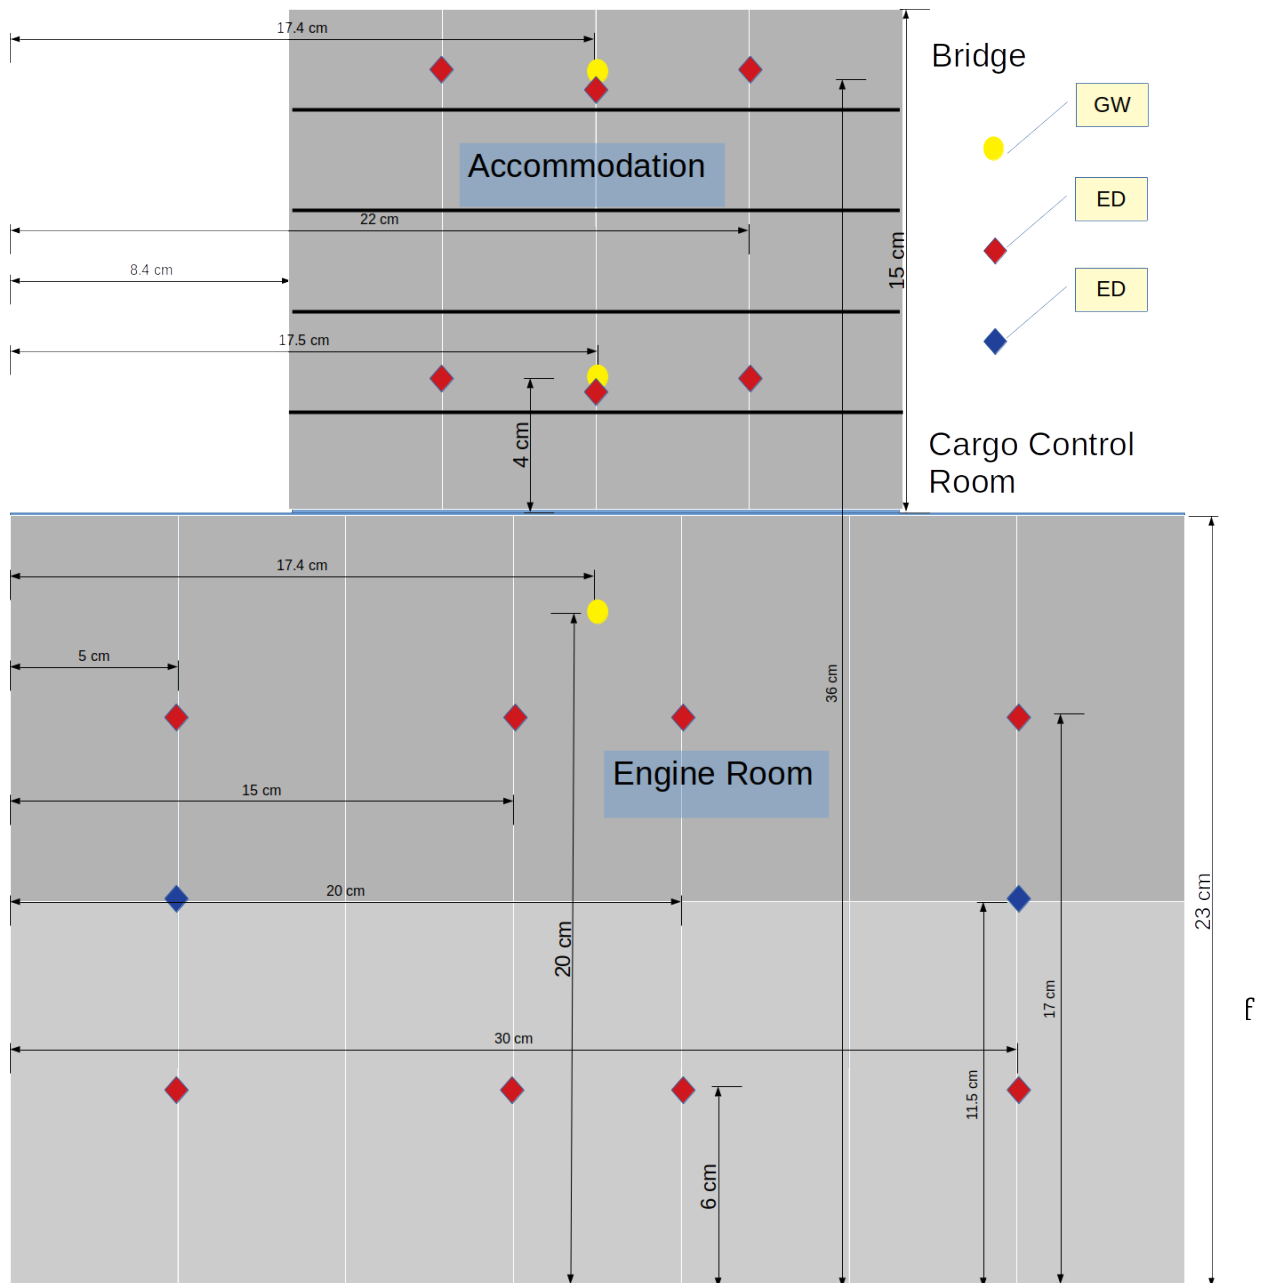 17.4 cm
Bridge
GW
Accommodation
ED
22 cm
15 cm
8.4 cm
ED
17.5 cm
4 cm
Cargo Control
Room
17.4 cm
5 cm
36 cm
Engine Room
15 cm
20 cm
23 cm
20 cm
17 cm
f
30 cm
11.5 cm
6 cm